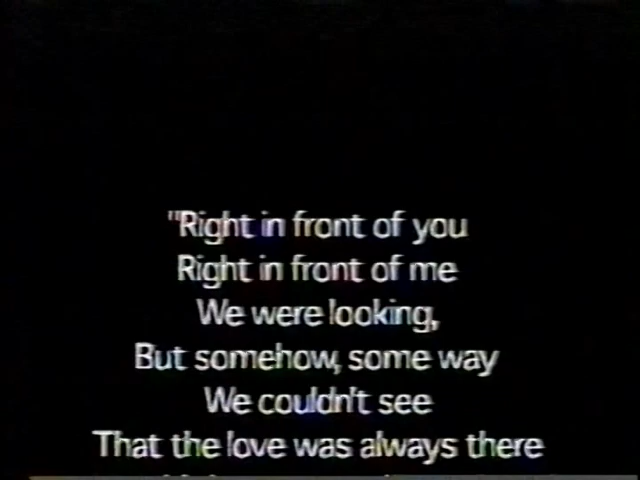 "Right in front of you
Right in front of me
We were looking,
But somehow, some way
We couldn't see
That the love was always there